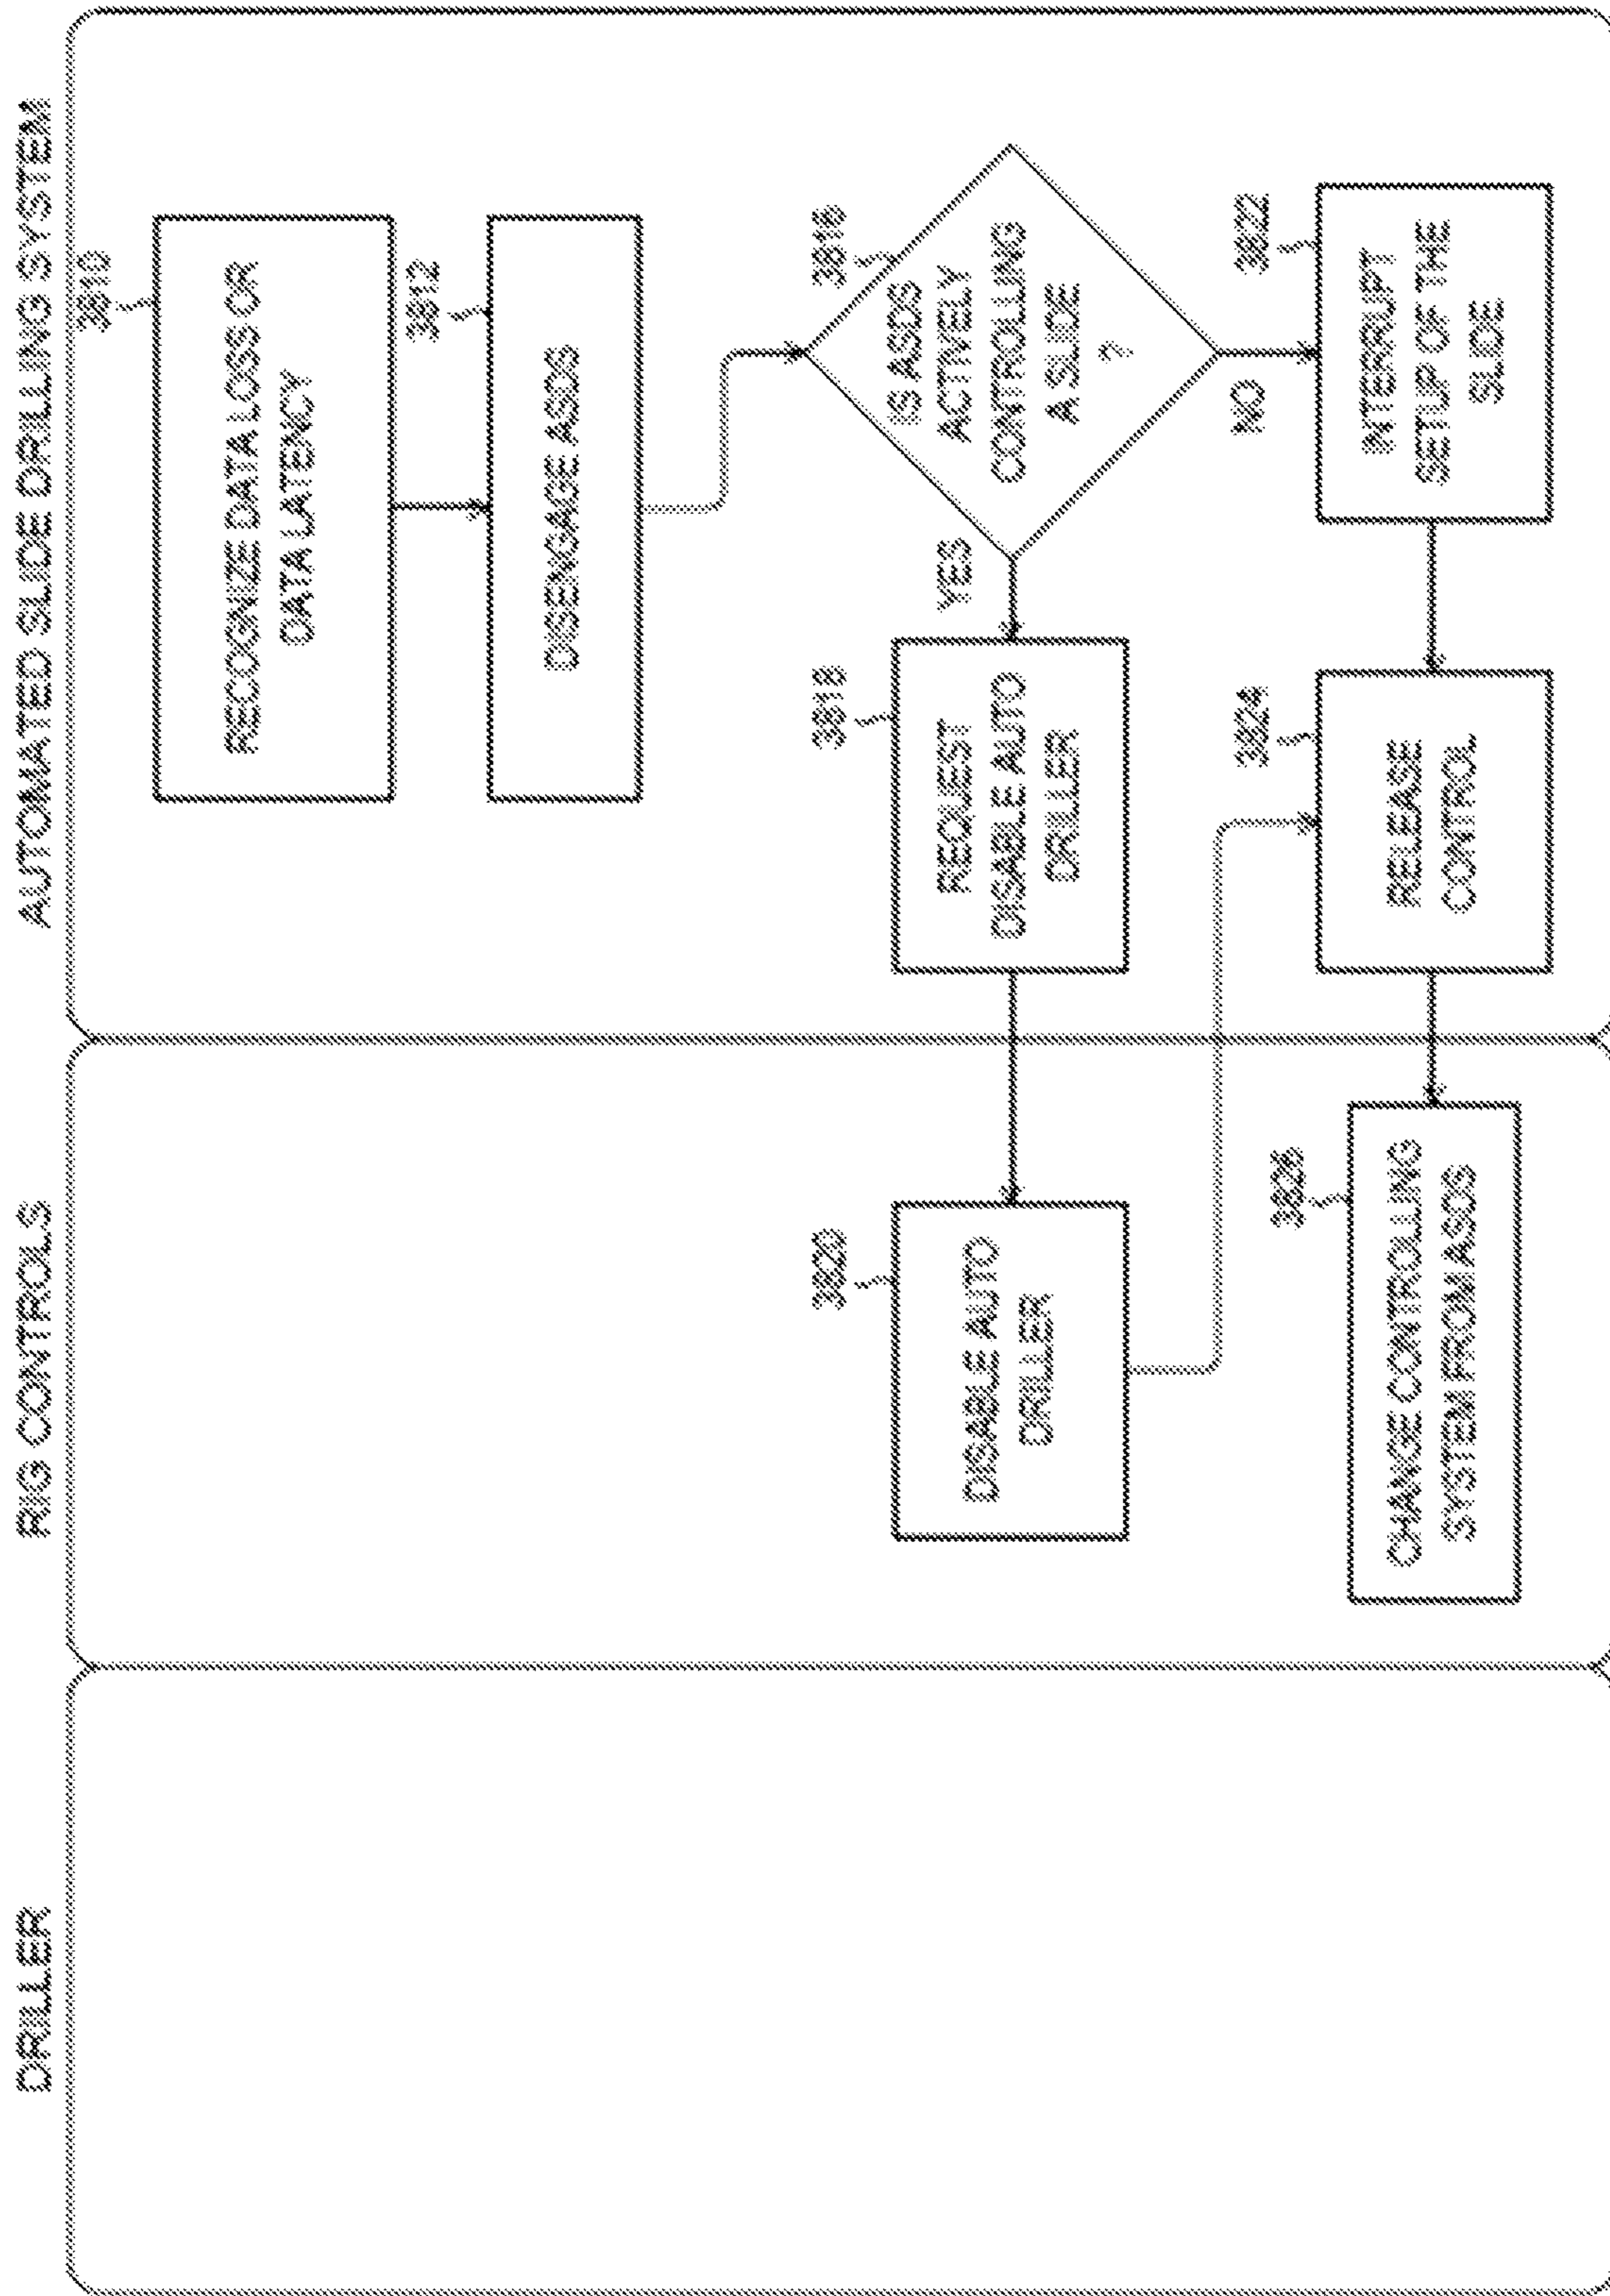 DRILLER
RIG CONTROLS
AUTOMATED SLIDE DRILLING SYSTEM
3810
RECOGNIZE DATA LOSS OR
DATA LATENCY
3812
DISENGAGE ASDS
3816
IS ASDS
ACTIVELY
CONTROLLING
A SLIDE
?
YES
NO
3818
REQUEST
DISABLE AUTO
DRILLER
3820
DISABLE AUTO
DRILLER
3822
INTERRUPT
SETUP OF THE
SLIDE
3824
RELEASE
CONTROL
3826
CHANGE CONTROLLING
SYSTEM FROM ASDS